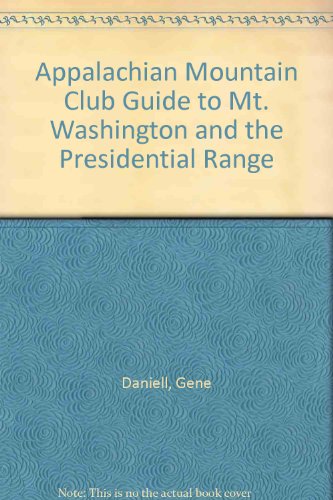 Appalachian Mountain
Club Guide to Mt.
Washington and the
Presidential Range
Daniell, Gene
Note: This is no the actual book cover